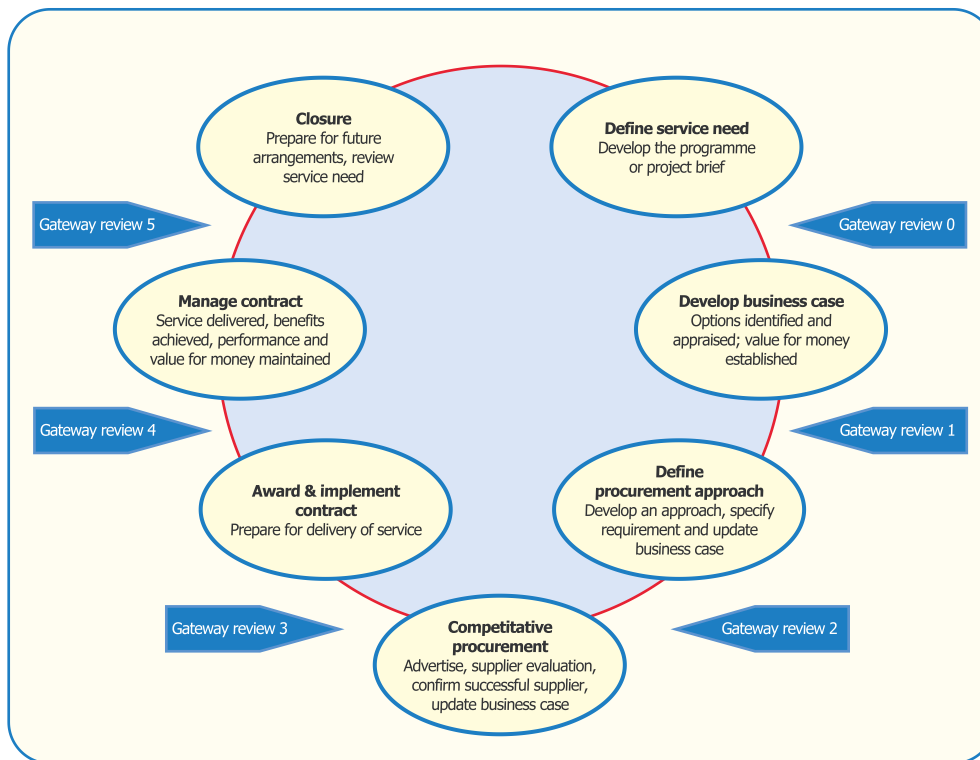 Closure
Prepare for future
arrangements, review
service need
Define service need
Develop the programme
or project brief
Gateway review 5
Gateway review 0
Manage contract
Service delivered, benefits
achieved, performance and
value for money maintained
Develop business case
Options identified and
appraised; value for money
established
Gateway review 4
Gateway review 1
Award & implement
contract
Prepare for delivery of service
Define
procurement approach
Develop an approach, specify
requirement and update
business case
Gateway review 3
Gateway review 2
Competitative
procurement
Advertise, supplier evaluation,
confirm successful supplier,
update business case